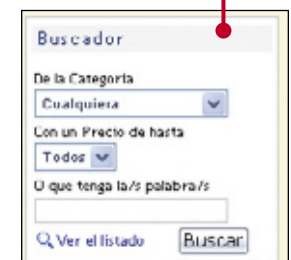 Buscador
De la Categoría
Cualquiera
Con un Precio de hasta
Todos
O que tenga la/s palabra/s
Ver el listado Buscar